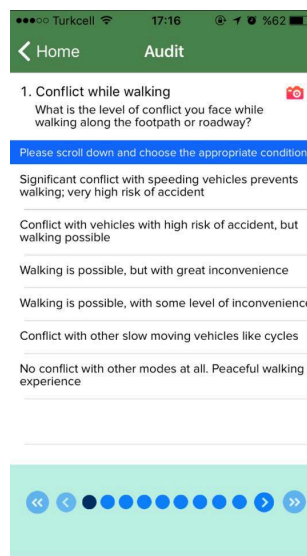 Turkcell 17:16 %62
Home Audit
1. Conflict while walking
What is the level of conflict you face while
walking along the footpath or roadway?
Please scroll down and choose the appropriate condition
Significant conflict with speeding vehicles prevents
walking; very high risk of accident
Conflict with vehicles with high risk of accident, but
walking possible
Walking is possible, but with great inconvenience
Walking is possible, with some level of inconvenience
Conflict with other slow moving vehicles like cycles
No conflict with other modes at all. Peaceful walking
experience